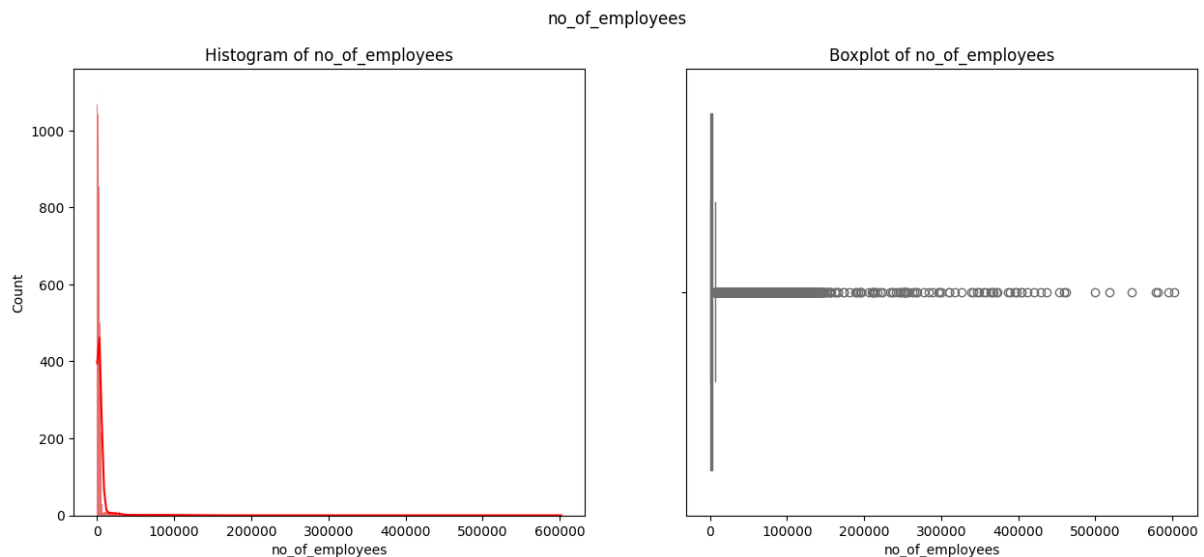 no_of_employees
Histogram of no_of_employees
Count
1000
800
600
400
200
0
0 100000 200000 300000 400000 500000 600000
no_of_employees
Boxplot of no_of_employees
0 100000 200000 300000 400000 500000 600000
no_of_employees